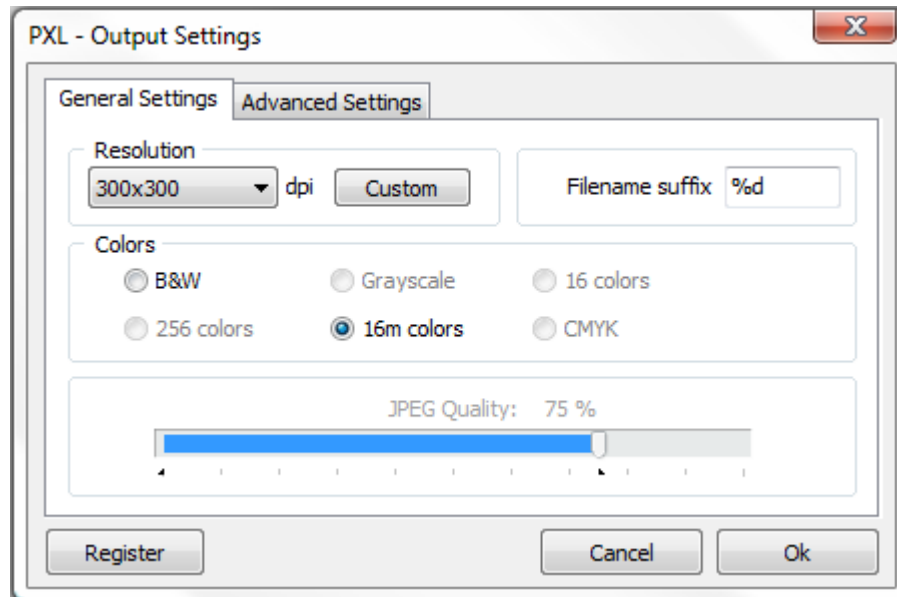 PXL - Output Settings
General Settings
Advanced Settings
Resolution
300x300
dpi
Custom
Filename suffix
%d
Colors
B&W
Grayscale
16 colors
256 colors
16m colors
CMYK
JPEG Quality: 75 %
Register
Cancel
Ok